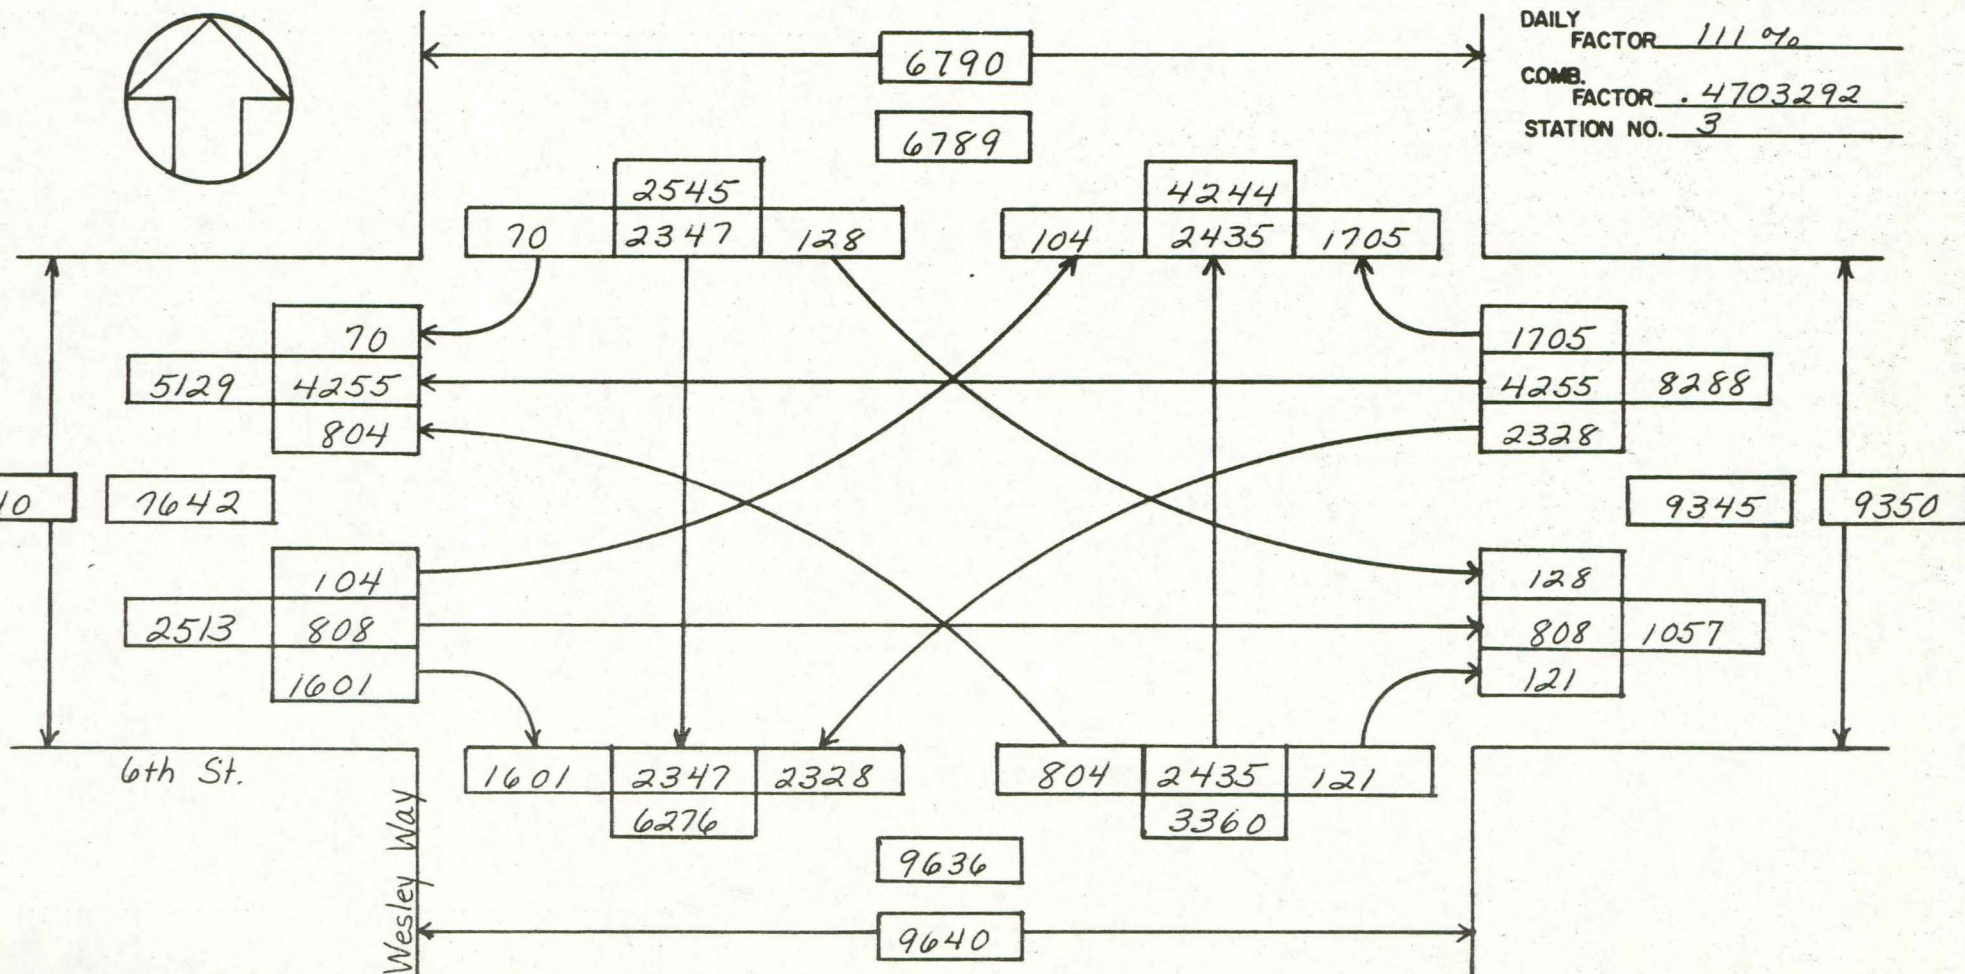 DAILY
FACTOR 111 %
COMB.
FACTOR .4703292
STATION NO. 3
6790
6789
2545
70 2347 128
4244
104 2435 1705
70
5129 4255
804
1705
4255 8288
2328
10 7642
9345 9350
104
2513 808
1601
128
808 1057
121
6th St.
1601 2347 2328
6276
804 2435 121
3360
Wesley Way
9636
9640